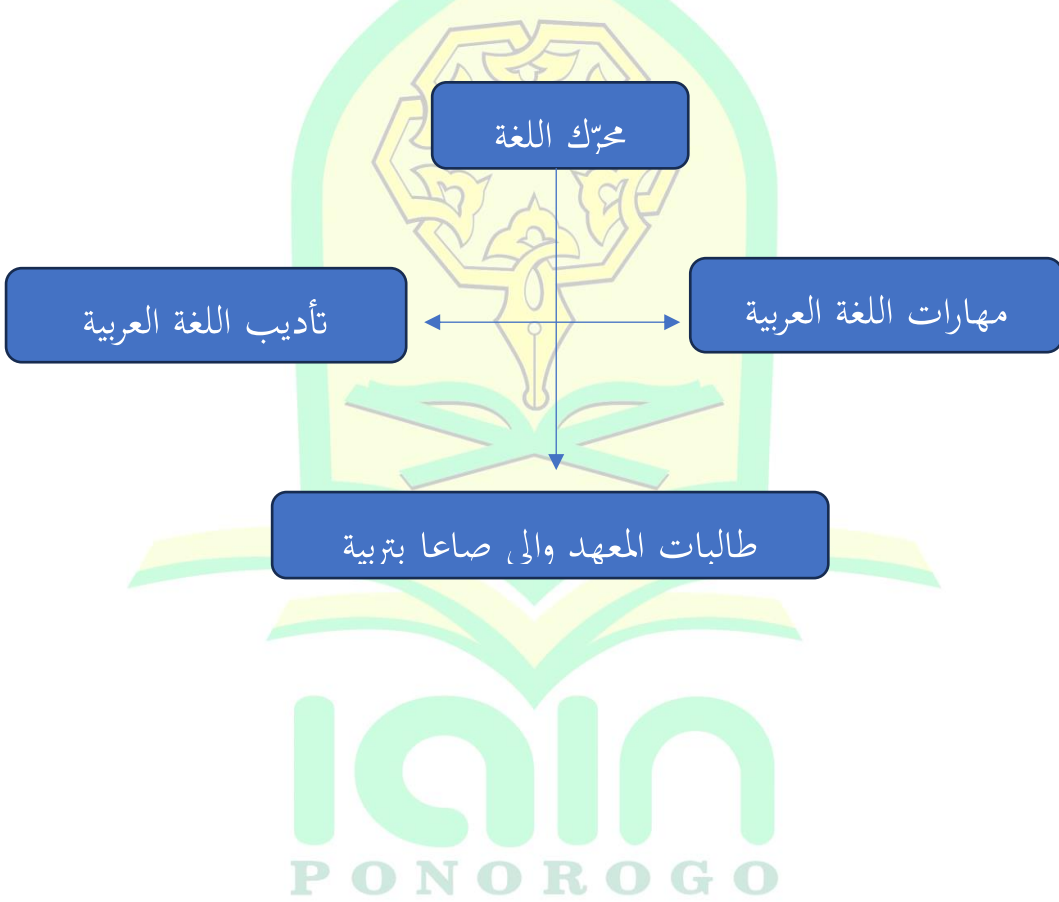 محرّك اللغة
مهارات اللغة العربية
تأديب اللغة العربية
طالبات المعهد والى صاعا بتربية
iain
PONOROGO